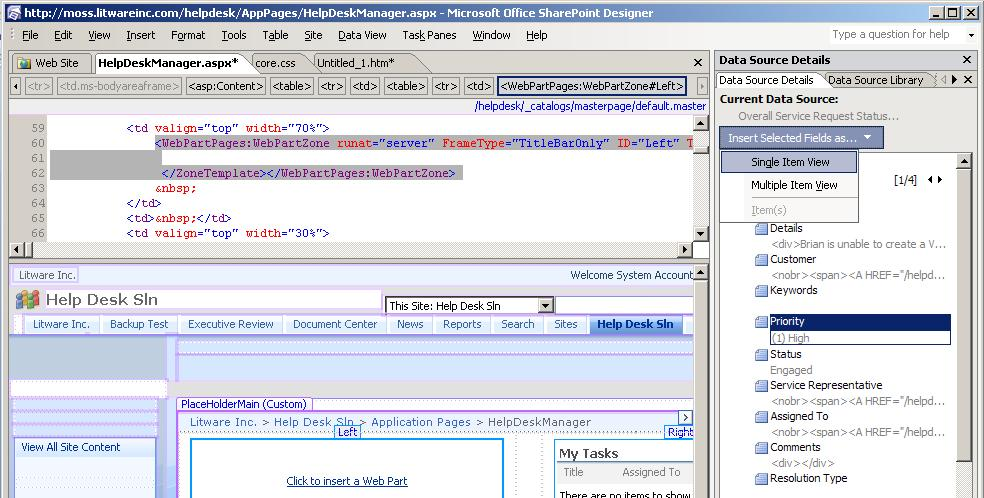 http://moss.litwareinc.com/helpdesk/AppPages/HelpDeskManager.aspx - Microsoft Office SharePoint Designer
File Edit View Insert Format Tools Table Site Data View Task Panes Window Help Type a question for help
Web Site HelpDeskManager.aspx* core.css Untitled_1.htm*
<tr> <td.ms-bodyareaframe> <asp:Content> <table> <tr> <td> <table> <tr> <td> <WebPartPages:WebPartZone#Left>
/helpdesk/_catalogs/masterpage/default.master
59 <td valign="top" width="70%">
60 <WebPartPages:WebPartZone runat="server" FrameType="TitleBarOnly" ID="Left" T
61
62 </ZoneTemplate></WebPartPages:WebPartZone>
63 &nbsp;
64 </td>
65 <td>&nbsp;</td>
66 <td valign="top" width="30%">
Litware Inc. Welcome System Account
Help Desk Sln This Site: Help Desk Sln
Litware Inc. Backup Test Executive Review Document Center News Reports Search Sites Help Desk Sln
PlaceHolderMain (Custom)
Litware Inc. > Help Desk Sln > Application Pages > HelpDeskManager
Left Right
View All Site Content
Click to insert a Web Part
My Tasks
Title Assigned To
There are no items to show
Data Source Details
Data Source Details Data Source Library
Current Data Source:
Overall Service Request Status...
Insert Selected Fields as...
Single Item View
Multiple Item View
Item(s)
[1/4]
Details
<div>Brian is unable to create a V...
Customer
<nobr><span><A HREF="/helpd...
Keywords
Priority
(1) High
Status
Engaged
Service Representative
<nobr><span><A HREF="/helpd...
Assigned To
<nobr><span><A HREF="/helpd...
Comments
<div></div>
Resolution Type